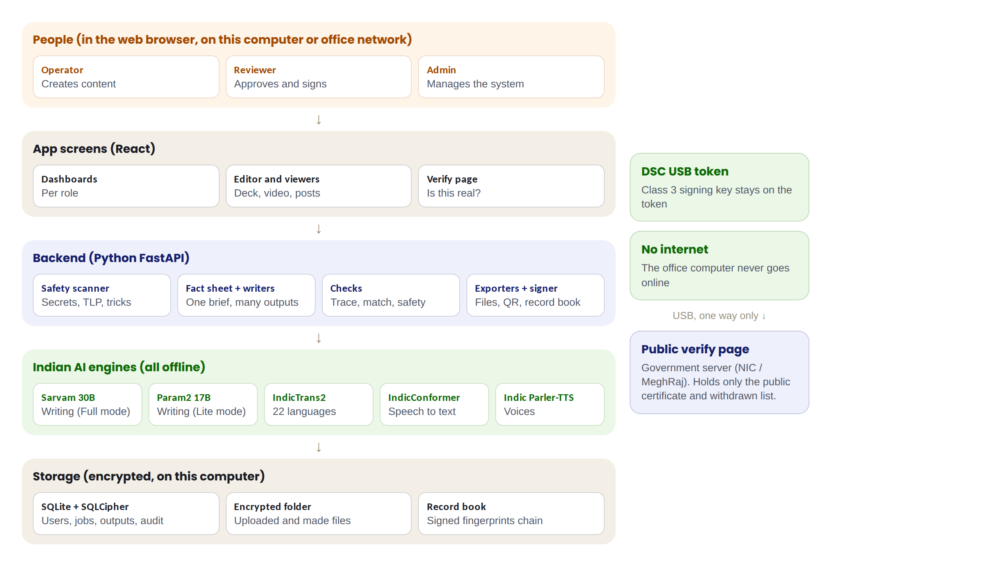 People (in the web browser, on this computer or office network)
Operator
Creates content
Reviewer
Approves and signs
Admin
Manages the system
↓
App screens (React)
Dashboards
Per role
Editor and viewers
Deck, video, posts
Verify page
Is this real?
↓
Backend (Python FastAPI)
Safety scanner
Secrets, TLP, tricks
Fact sheet + writers
One brief, many outputs
Checks
Trace, match, safety
Exporters + signer
Files, QR, record book
↓
Indian AI engines (all offline)
Sarvam 30B
Writing (Full mode)
Param2 17B
Writing (Lite mode)
IndicTrans2
22 languages
IndicConformer
Speech to text
Indic Parler-TTS
Voices
↓
Storage (encrypted, on this computer)
SQLite + SQLCipher
Users, jobs, outputs, audit
Encrypted folder
Uploaded and made files
Record book
Signed fingerprints chain
DSC USB token
Class 3 signing key stays on the
token
No internet
The office computer never goes
online
USB, one way only ↓
Public verify page
Government server (NIC /
MeghRaj). Holds only the public
certificate and withdrawn list.